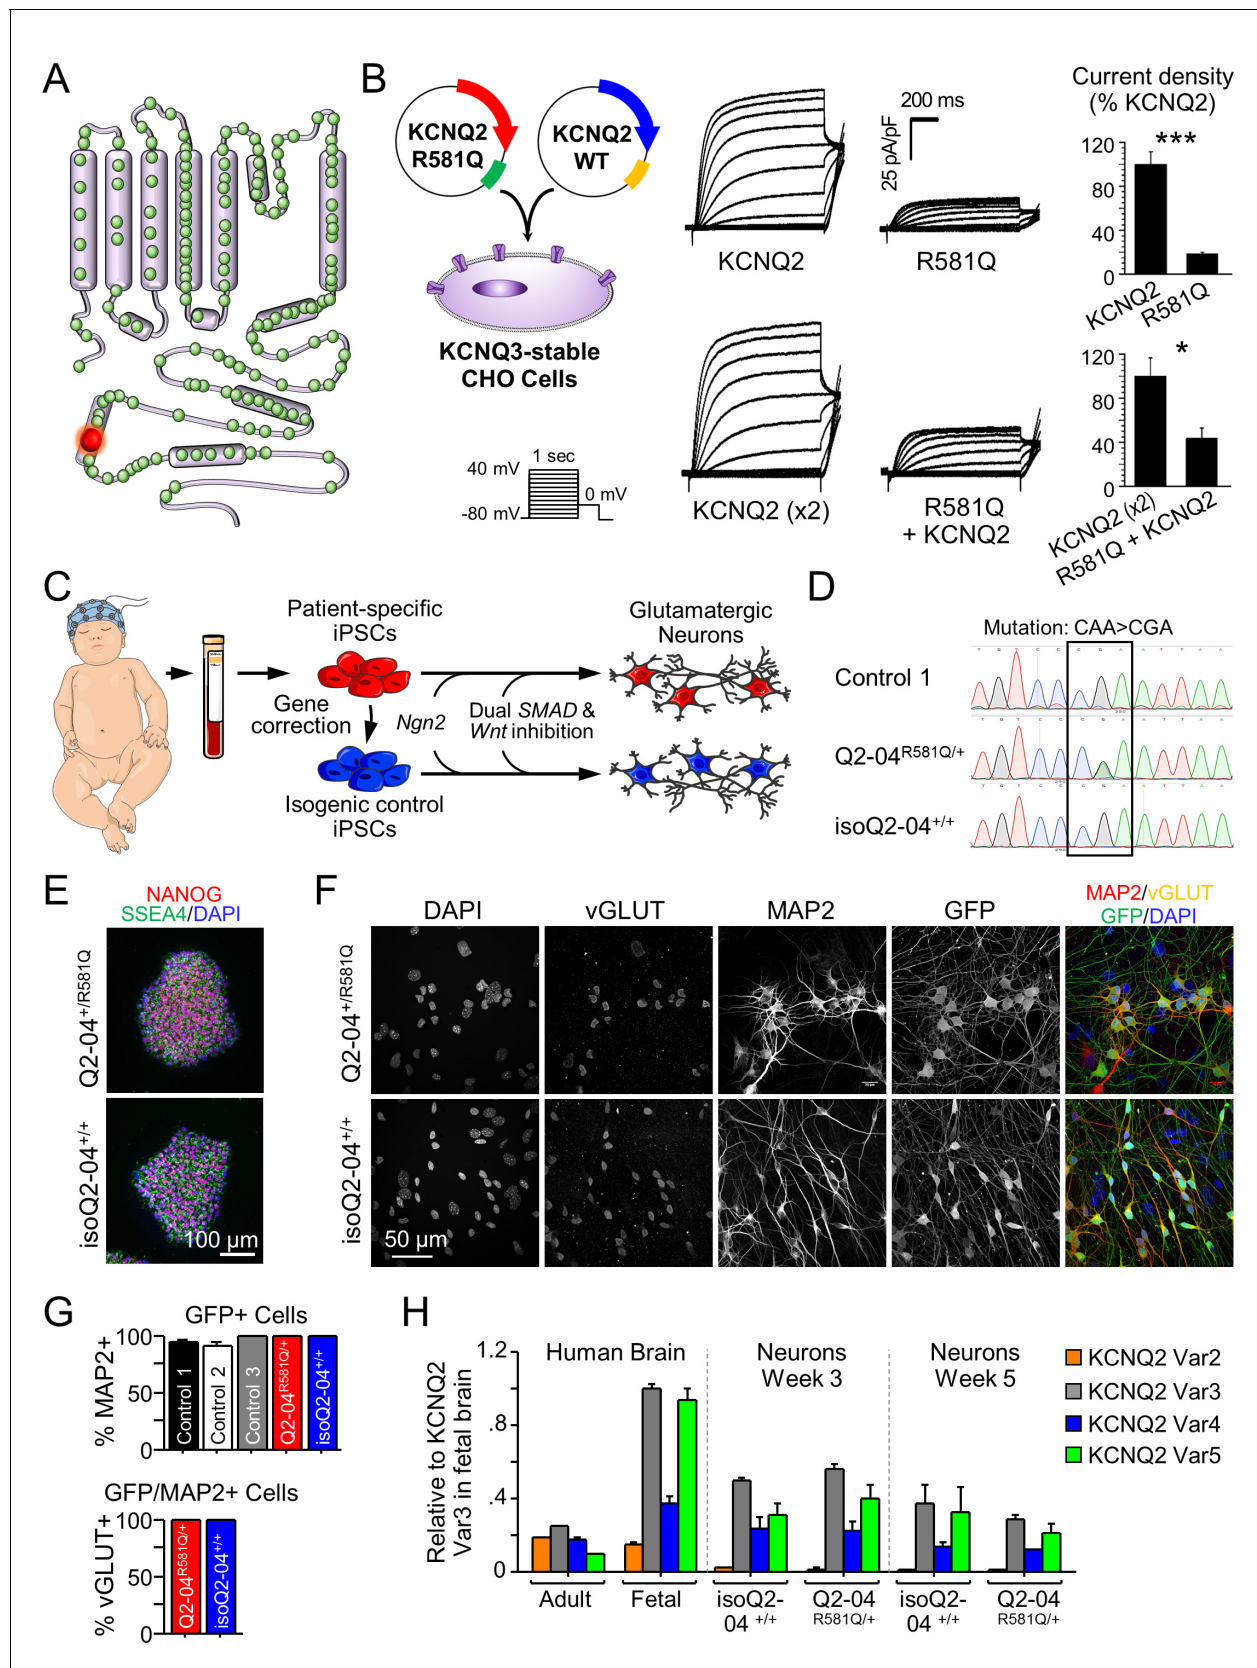 A
B
KCNQ2
R581Q
KCNQ2
WT
KCNQ3-stable
CHO Cells
40 mV
1 sec
0 mV
-80 mV
KCNQ2
200 ms
25 pA/pF
R581Q
KCNQ2 (x2)
R581Q
+ KCNQ2
Current density
(% KCNQ2)
***
120
80
40
0
KCNQ2
R581Q
*
120
80
40
0
KCNQ2 (x2)
R581Q + KCNQ2
C
Patient-specific
iPSCs
Gene
correction
Ngn2
Dual SMAD &
Wnt inhibition
Isogenic control
iPSCs
Glutamatergic
Neurons
D
Mutation: CAA>CGA
Control 1
T G T C C C G A A T T A A
Q2-04R581Q/+
T G T C C C G A A T T A A
isoQ2-04+/+
T G T C C C G A A T T A A
E
NANOG
SSEA4/DAPI
Q2-04+/R581Q
isoQ2-04+/+
100 µm
F
DAPI
vGLUT
MAP2
GFP
MAP2/vGLUT
GFP/DAPI
Q2-04+/R581Q
isoQ2-04+/+
50 µm
G
GFP+ Cells
% MAP2+
100
50
0
Control 1
Control 2
Control 3
Q2-04R581Q/+
isoQ2-04+/+
GFP/MAP2+ Cells
% vGLUT+
100
50
0
Q2-04R581Q/+
isoQ2-04+/+
H
Relative to KCNQ2
Var3 in fetal brain
1.2
.8
.4
0
Human Brain
Neurons
Week 3
Neurons
Week 5
KCNQ2 Var2
KCNQ2 Var3
KCNQ2 Var4
KCNQ2 Var5
Adult
Fetal
isoQ2-
04 +/+
Q2-04
R581Q/+
isoQ2-
04 +/+
Q2-04
R581Q/+